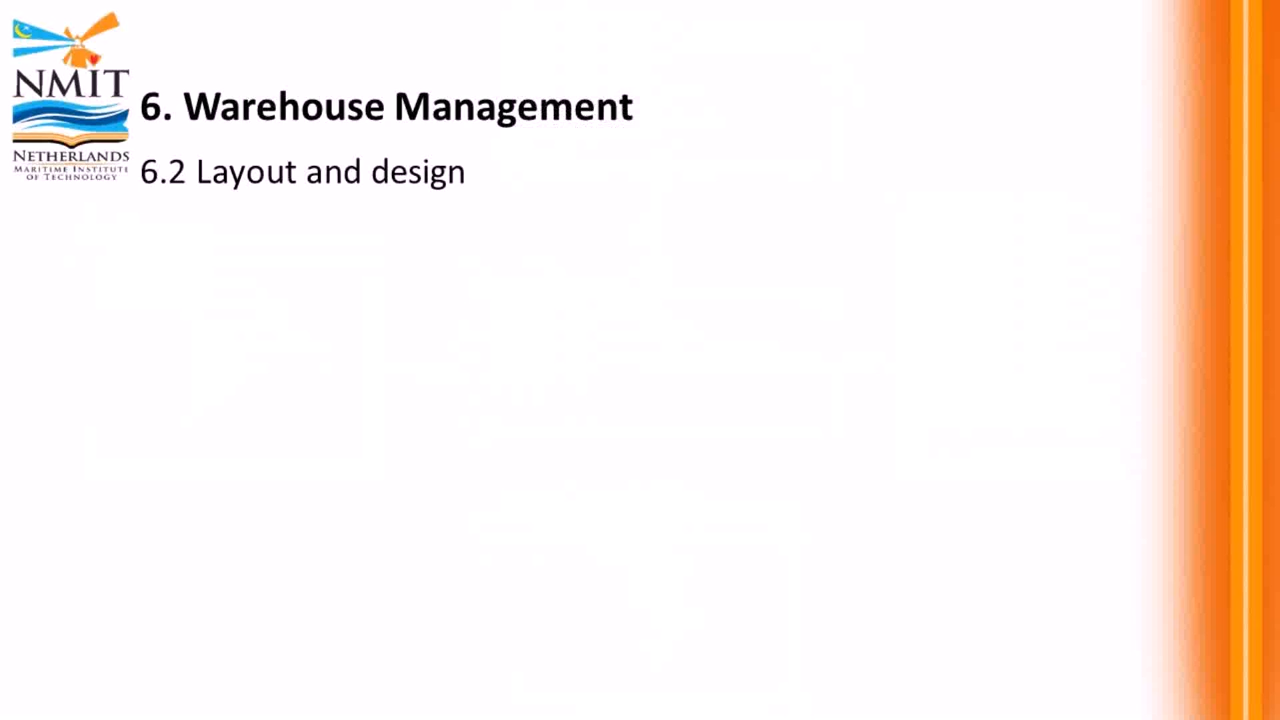 NMIT
NETHERLANDS
MARITIME INSTITUTE
OF TECHNOLOGY
6. Warehouse Management
6.2 Layout and design